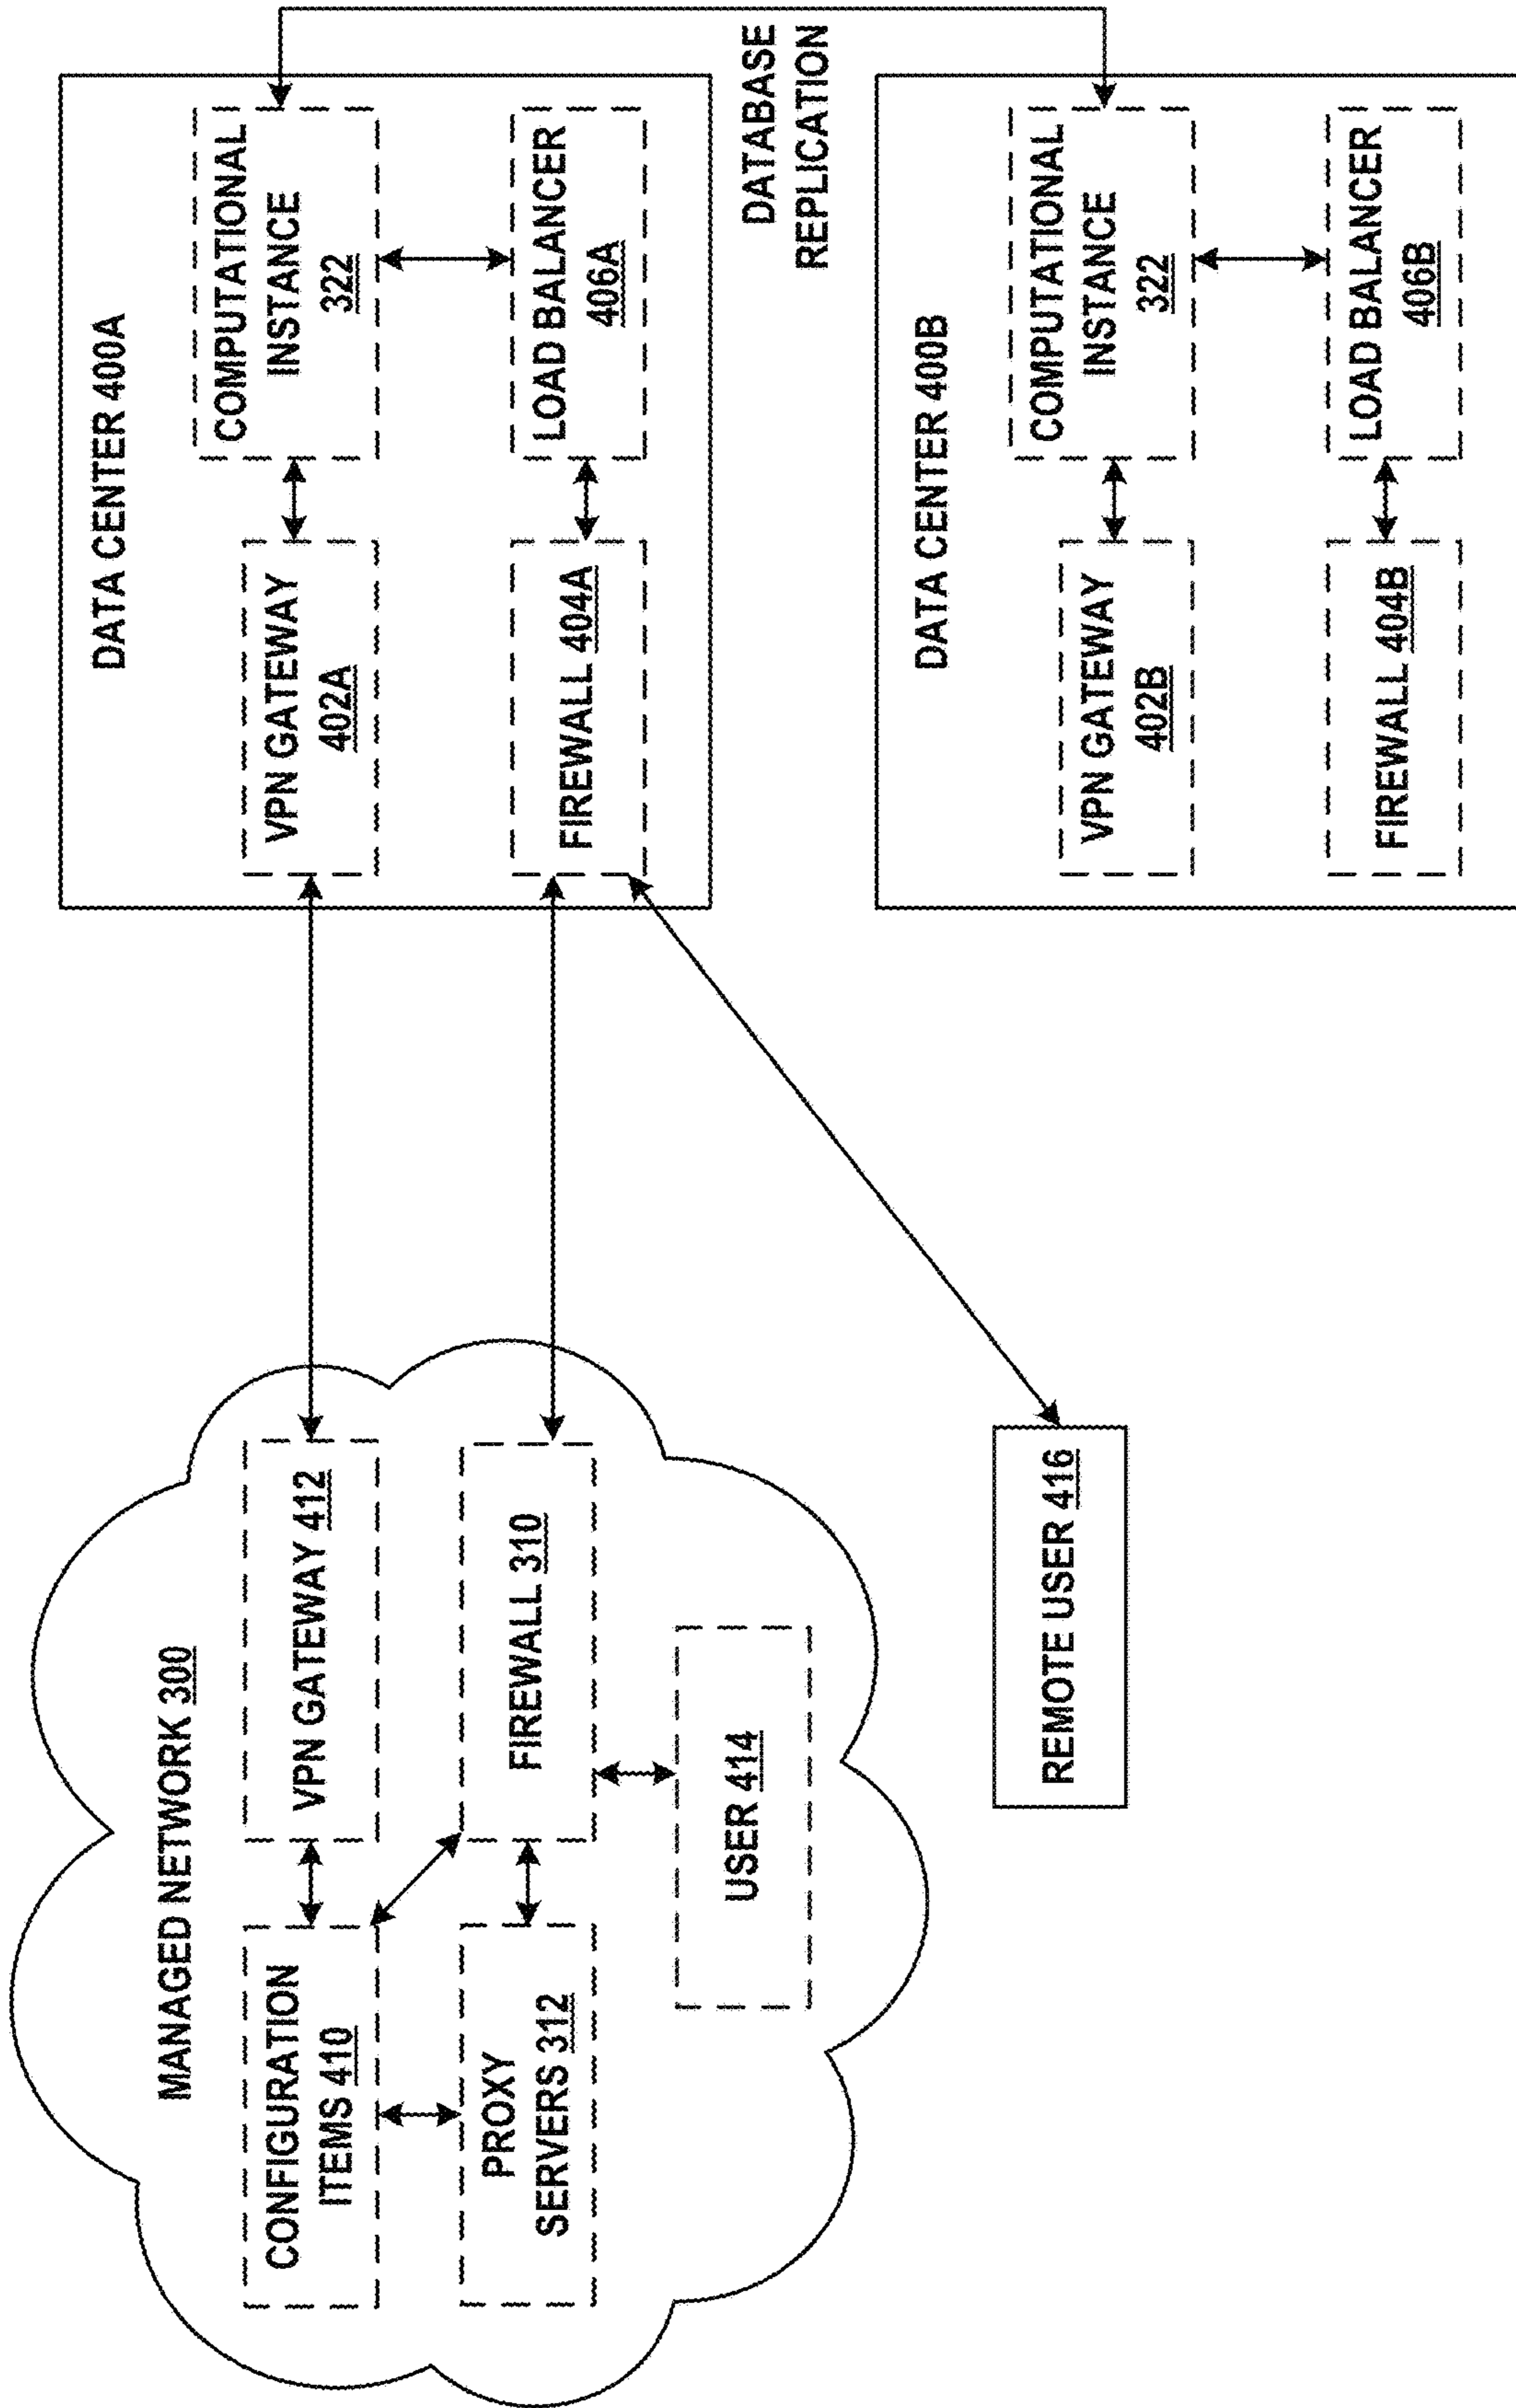 MANAGED NETWORK 300
CONFIGURATION
ITEMS 410
VPN GATEWAY 412
PROXY
SERVERS 312
FIREWALL 310
USER 414
REMOTE USER 416
DATA CENTER 400A
VPN GATEWAY
402A
COMPUTATIONAL
INSTANCE
322
FIREWALL 404A
LOAD BALANCER
406A
DATABASE
REPLICATION
DATA CENTER 400B
VPN GATEWAY
402B
COMPUTATIONAL
INSTANCE
322
FIREWALL 404B
LOAD BALANCER
406B